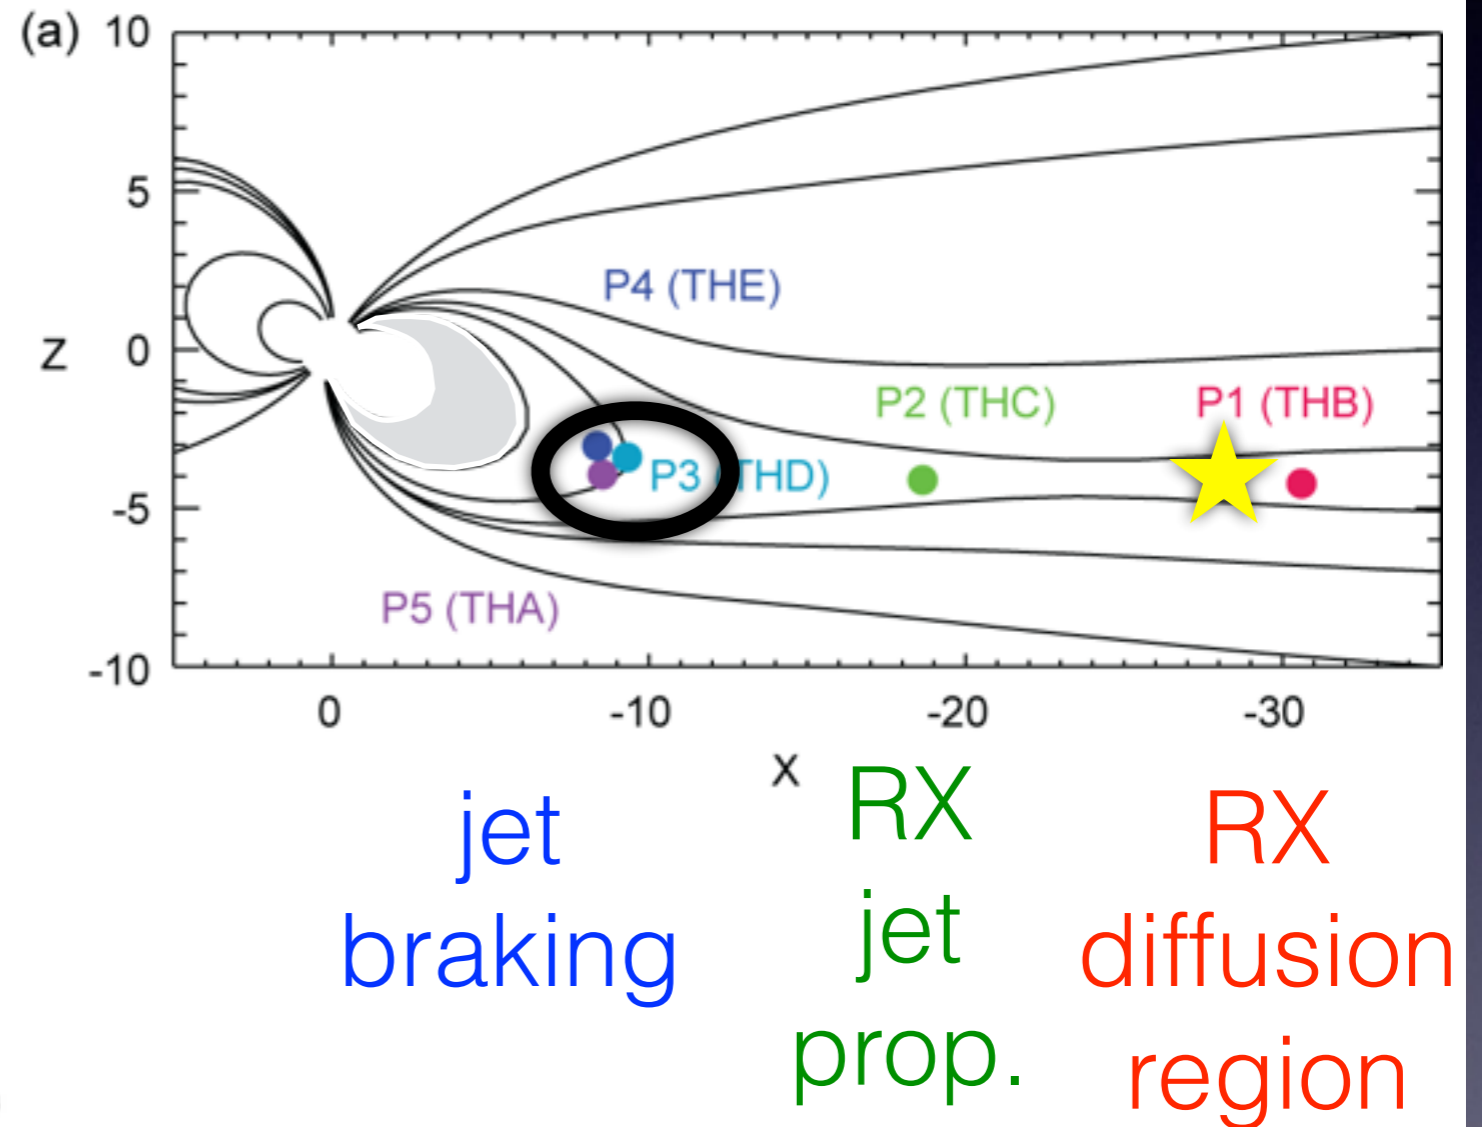 (a)
10
5
0
-5
-10
Z
P4 (THE)
P2 (THC)
P1 (THB)
P3 (THD)
P5 (THA)
0
-10
-20
-30
X
jet
braking
RX
jet
prop.
RX
diffusion
region